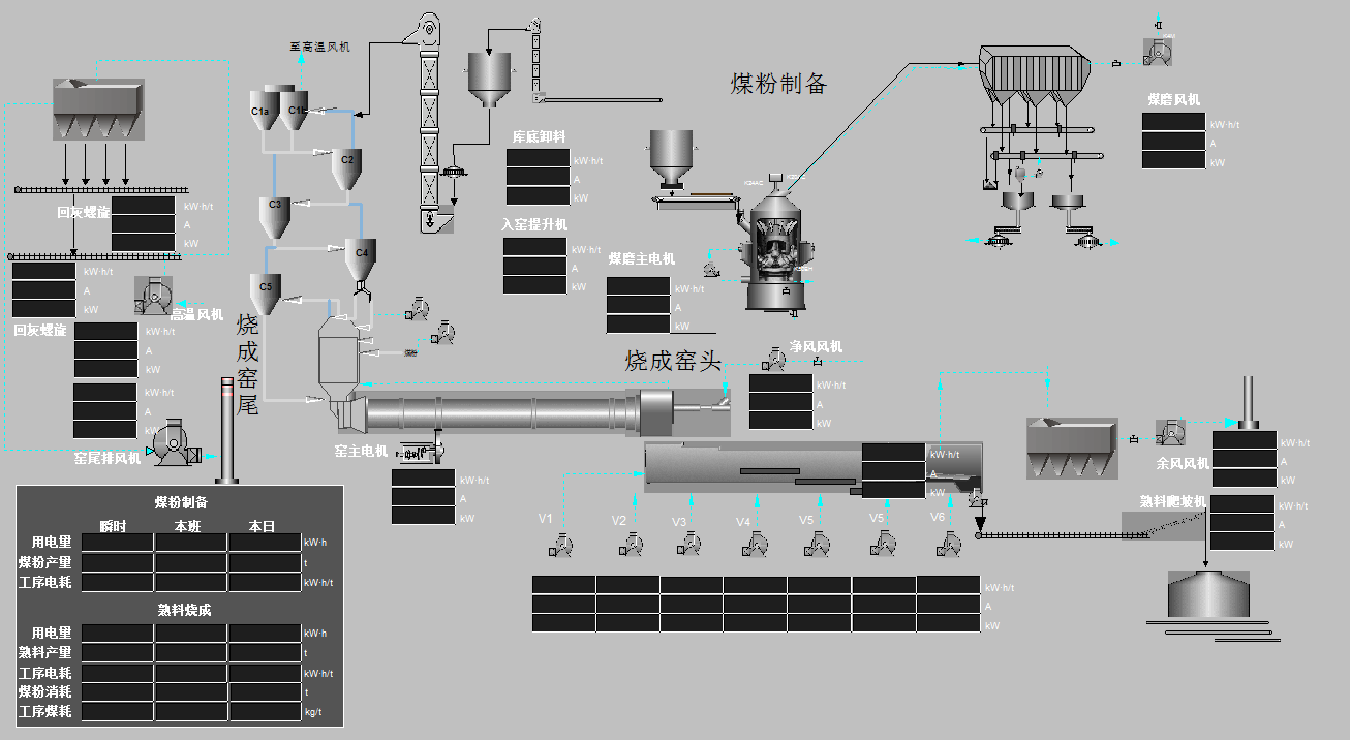 至高温风机
C1a
C1b
C2
C3
C4
C5
煤粉制备
煤磨风机
kW·h/t
A
kW
库底卸料
kW·h/t
A
kW
入窑提升机
kW·h/t
A
kW
煤磨主电机
kW·h/t
A
kW
回灰螺旋
kW·h/t
A
kW
kW·h/t
A
kW
回灰螺旋
高温风机
kW·h/t
A
kW
kW·h/t
A
kW
窑尾排风机
烧成窑尾
烧成窑头
净风风机
kW·h/t
A
kW
窑主电机
kW·h/t
A
kW
kW·h/t
A
kW
余风风机
kW·h/t
A
kW
熟料爬坡机
kW·h/t
A
kW
V1
V2
V3
V4
V5
V5
V6
kW·h/t
A
kW
煤粉制备
瞬时 本班 本日
用电量 kW·h
煤粉产量 t
工序电耗 kW·h/t
熟料烧成
用电量 kW·h
熟料产量 t
工序电耗 kW·h/t
煤粉消耗 t
工序煤耗 kg/t